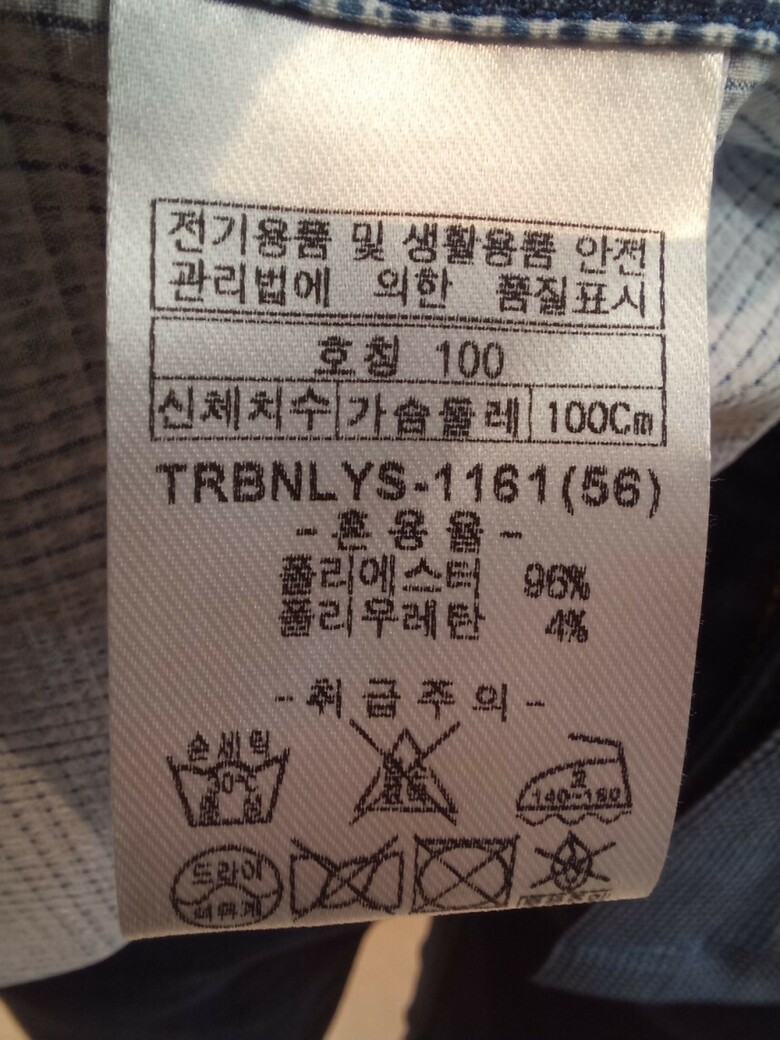 전기용품 및 생활용품 안전
관리법에 의한 품질표시
호칭 100
신체치수 가슴둘레 100Cm
TRBNLYS-1161(56)
-혼용율-
폴리에스터 96%
폴리우레탄 4%
-취급주의-
손세탁
140~160
드라이